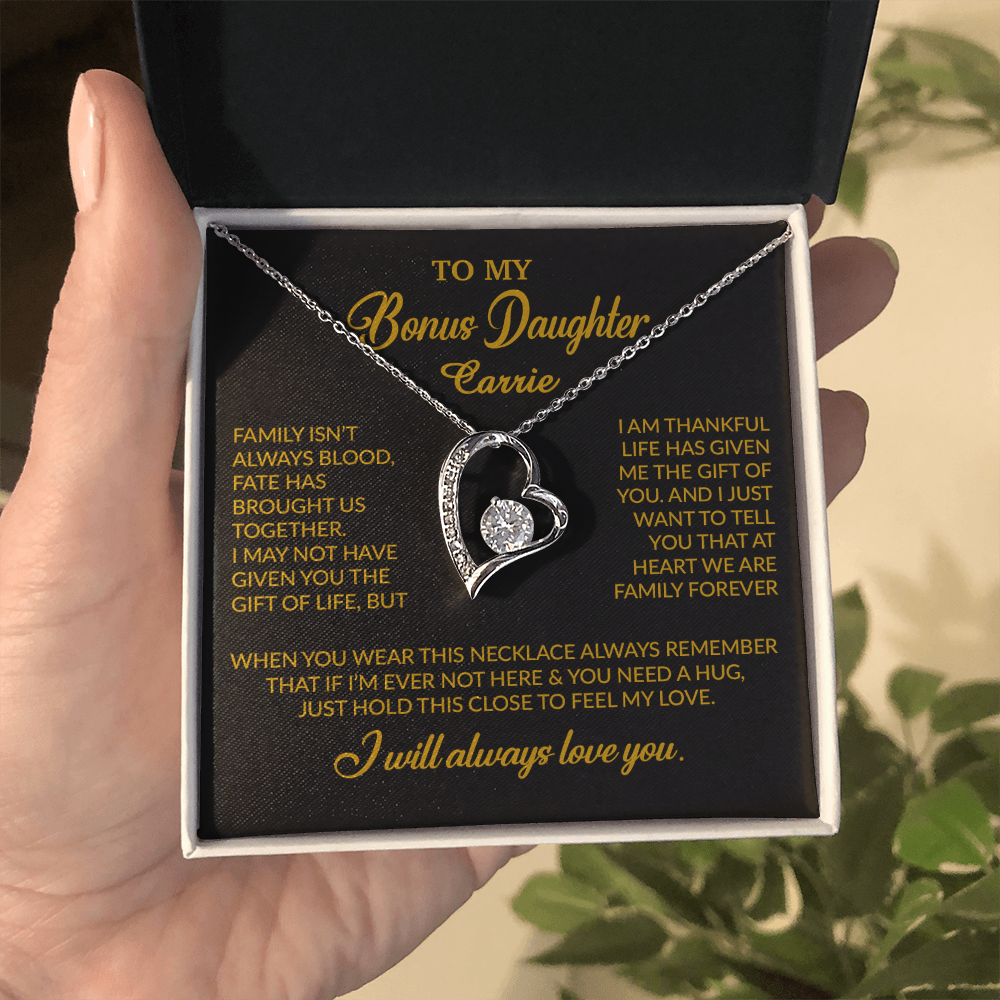 TO MY
Bonus Daughter
Carrie
FAMILY ISN'T
ALWAYS BLOOD,
FATE HAS
BROUGHT US
TOGETHER.
I MAY NOT HAVE
GIVEN YOU THE
GIFT OF LIFE, BUT
I AM THANKFUL
LIFE HAS GIVEN
ME THE GIFT OF
YOU. AND I JUST
WANT TO TELL
YOU THAT AT
HEART WE ARE
FAMILY FOREVER
WHEN YOU WEAR THIS NECKLACE ALWAYS REMEMBER
THAT IF I'M EVER NOT HERE & YOU NEED A HUG,
JUST HOLD THIS CLOSE TO FEEL MY LOVE.
I will always love you.